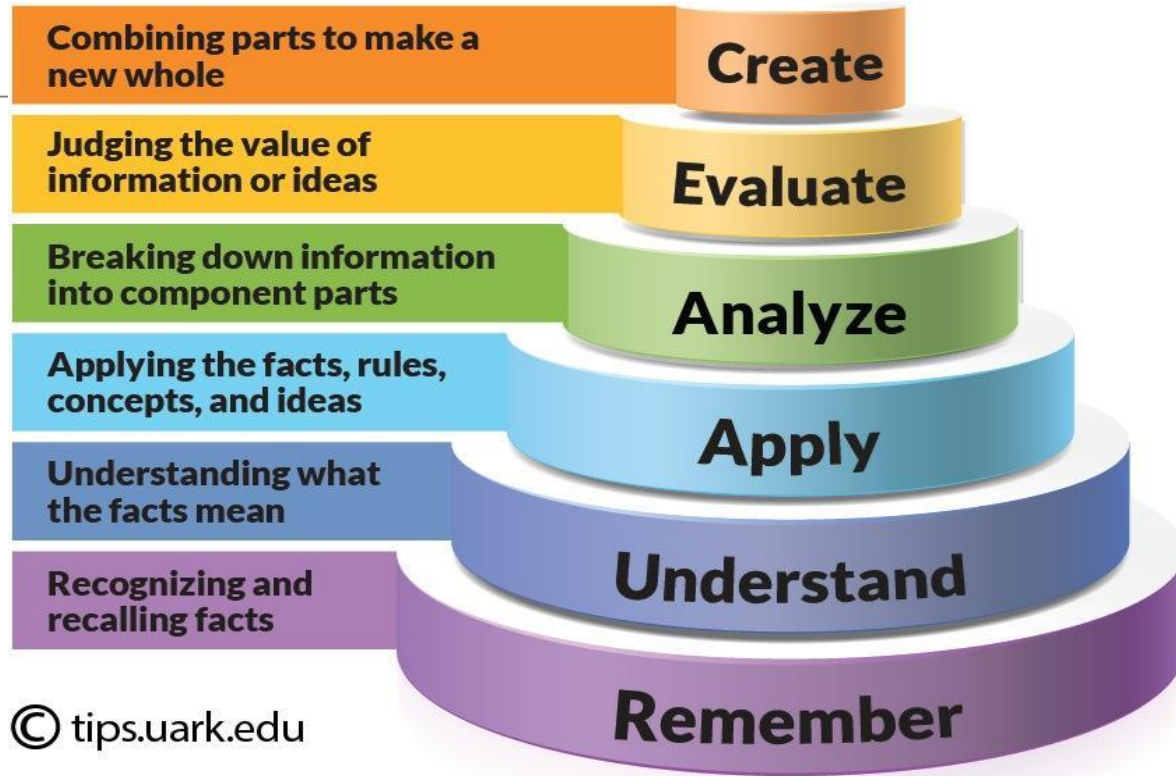 Combining parts to make a
new whole
Create
Judging the value of
information or ideas
Evaluate
Breaking down information
into component parts
Analyze
Applying the facts, rules,
concepts, and ideas
Apply
Understanding what
the facts mean
Understand
Recognizing and
recalling facts
Remember
© tips.uark.edu